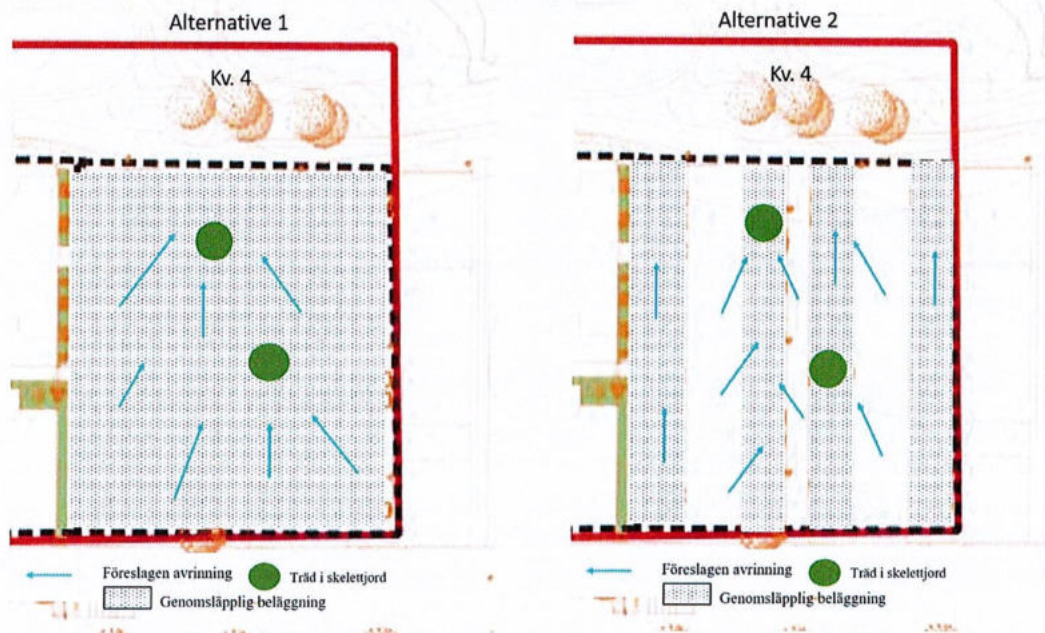 Alternative 1
Kv. 4
Föreslagen avrinning
Träd i skelettjord
Genomsläpplig beläggning
Alternative 2
Kv. 4
Föreslagen avrinning
Träd i skelettjord
Genomsläpplig beläggning